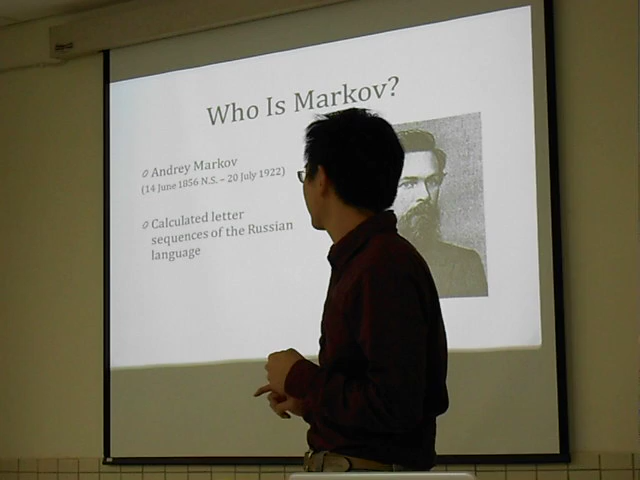 Who Is Markov?
Andrey Markov
(14 June 1856 N.S. – 20 July 1922)
Calculated letter
sequences of the Russian
language